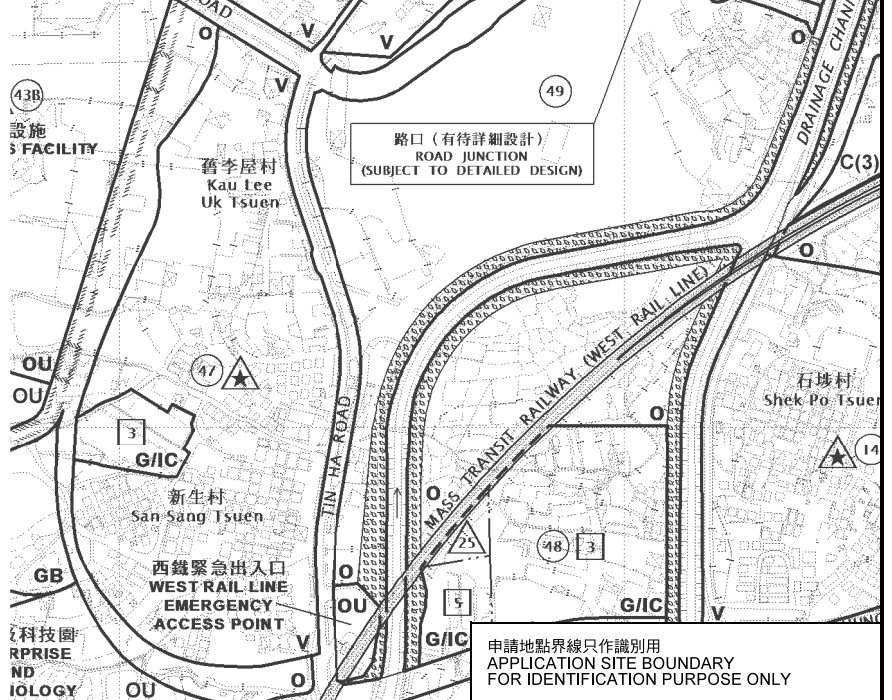 ROAD
O
V
V
V
O
DRAINAGE CHAN
43B
49
設施
S FACILITY
路口（有待詳細設計）
ROAD JUNCTION
(SUBJECT TO DETAILED DESIGN)
C(3)
舊李屋村
Kau Lee
Uk Tsuen
O
MASS TRANSIT RAILWAY (WEST RAIL LINE)
OU
OU
47
石埗村
Shek Po Tsuen
TIN HA ROAD
3
G/IC
O
14
新生村
San Sang Tsuen
O
25
48
3
西鐵緊急出入口
WEST RAIL LINE
EMERGENCY
ACCESS POINT
GB
O
OU
5
G/IC
G/IC
V
科技園
RPRISE
ND
NOLOGY
OU
V
O
申請地點界線只作識別用
APPLICATION SITE BOUNDARY
FOR IDENTIFICATION PURPOSE ONLY